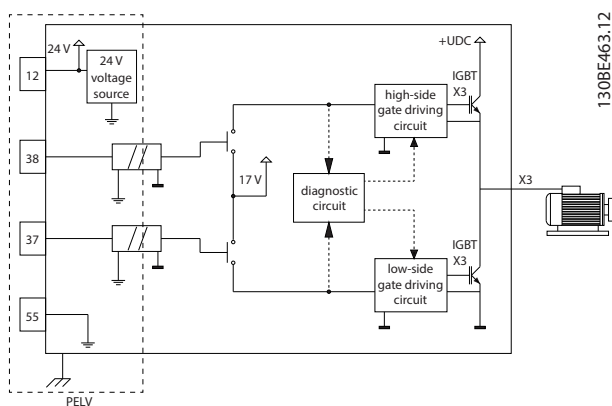 130BE463.12
24 V
12
24 V
voltage
source
38
37
55
PELV
17 V
diagnostic
circuit
high-side
gate driving
circuit
low-side
gate driving
circuit
+UDC
IGBT
X3
IGBT
X3
X3